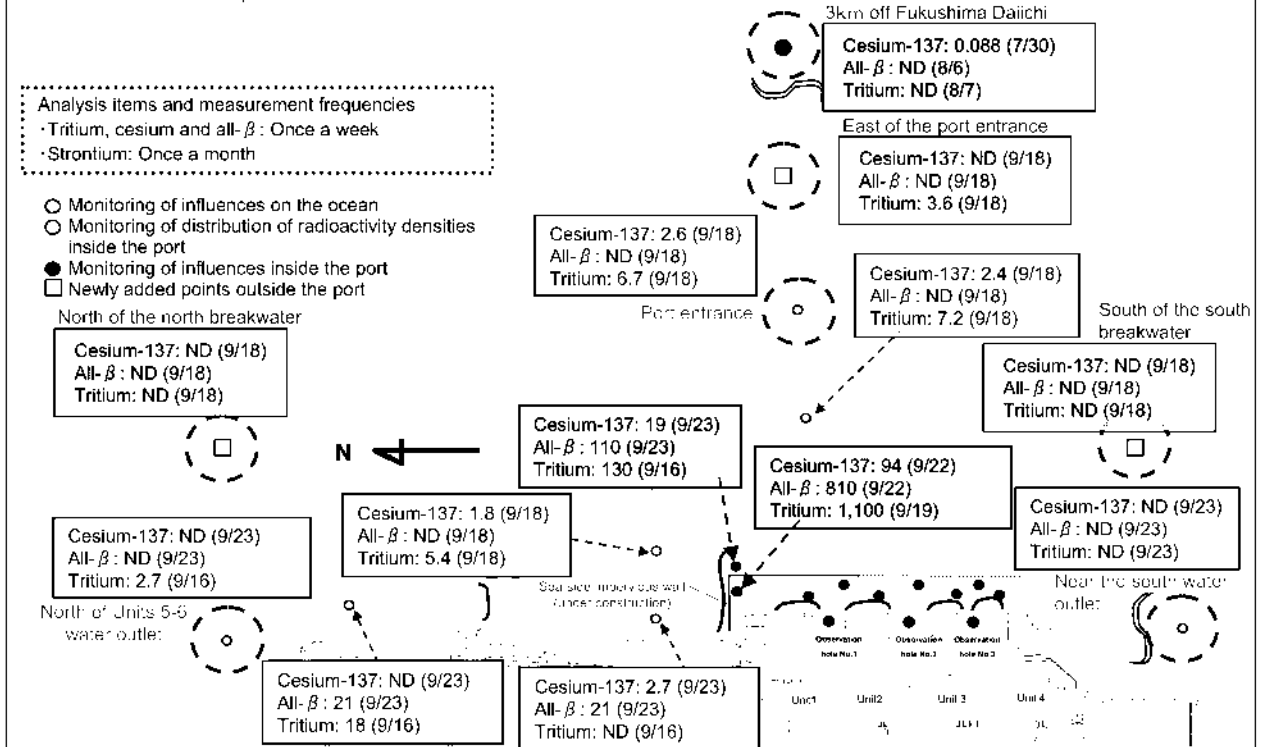 3km off Fukushima Daiichi
Cesium-137: 0.088 (7/30)
All-β : ND (8/6)
Tritium: ND (8/7)
Analysis items and measurement frequencies
・Tritium, cesium and all-β : Once a week
・Strontium: Once a month
East of the port entrance
Cesium-137: ND (9/18)
All-β : ND (9/18)
Tritium: 3.6 (9/18)
Monitoring of influences on the ocean
Monitoring of distribution of radioactivity densities
inside the port
Monitoring of influences inside the port
Newly added points outside the port
Cesium-137: 2.6 (9/18)
All-β : ND (9/18)
Tritium: 6.7 (9/18)
Port entrance
Cesium-137: 2.4 (9/18)
All-β : ND (9/18)
Tritium: 7.2 (9/18)
North of the north breakwater
Cesium-137: ND (9/18)
All-β : ND (9/18)
Tritium: ND (9/18)
South of the south
breakwater
Cesium-137: ND (9/18)
All-β : ND (9/18)
Tritium: ND (9/18)
N
Cesium-137: 19 (9/23)
All-β : 110 (9/23)
Tritium: 130 (9/16)
Cesium-137: 94 (9/22)
All-β : 810 (9/22)
Tritium: 1,100 (9/19)
Cesium-137: 1.8 (9/18)
All-β : ND (9/18)
Tritium: 5.4 (9/18)
Cesium-137: ND (9/23)
All-β : ND (9/23)
Tritium: ND (9/23)
Near the south water
outlet
Cesium-137: ND (9/23)
All-β : ND (9/23)
Tritium: 2.7 (9/16)
North of Units 5-6
water outlet
Sea side impervious wall
(under construction)
Observation
hole No.1
Observation
hole No.2
Observation
hole No.3
Cesium-137: ND (9/23)
All-β : 21 (9/23)
Tritium: 18 (9/16)
Cesium-137: 2.7 (9/23)
All-β : 21 (9/23)
Tritium: ND (9/16)
Unit1
Unit2
Unit 3
Unit 4